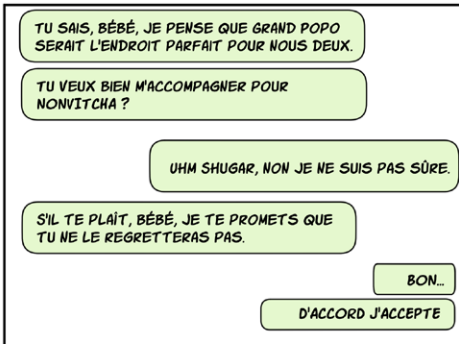 TU SAIS, BÉBÉ, JE PENSE QUE GRAND POPO
SERAIT L'ENDROIT PARFAIT POUR NOUS DEUX.
TU VEUX BIEN M'ACCOMPAGNER POUR
NONVITCHA ?
UHM SHUGAR, NON JE NE SUIS PAS SÛRE.
S'IL TE PLAÎT, BÉBÉ, JE TE PROMETS QUE
TU NE LE REGRETTERAS PAS.
BON...
D'ACCORD J'ACCEPTE